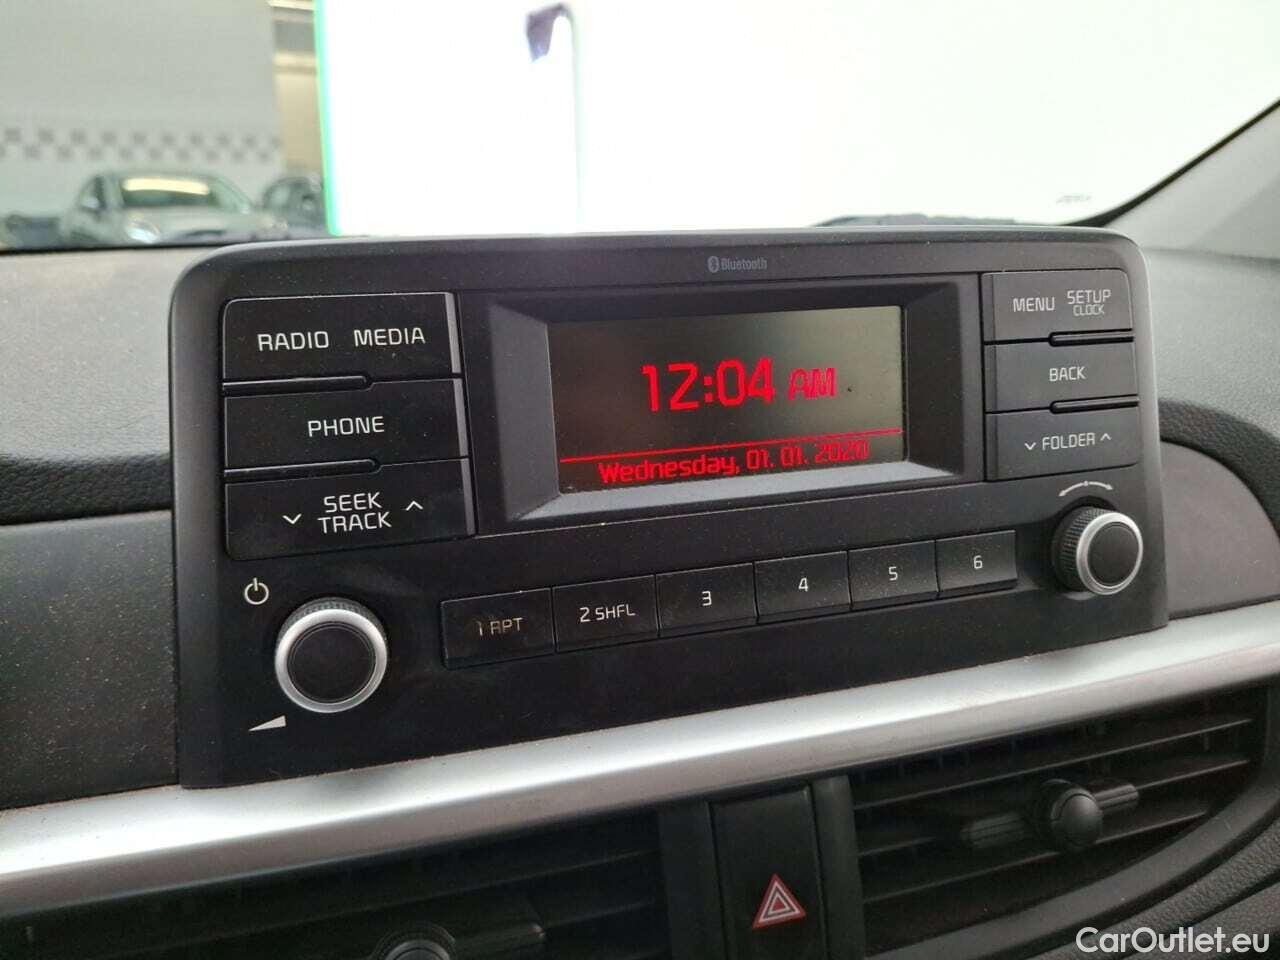 Bluetooth
RADIO MEDIA
PHONE
SEEK
TRACK
12:04 AM
Wednesday, 01. 01. 2020
MENU SETUP
CLOCK
BACK
FOLDER
1 RPT
2 SHFL
3
4
5
6
CarOutlet.eu